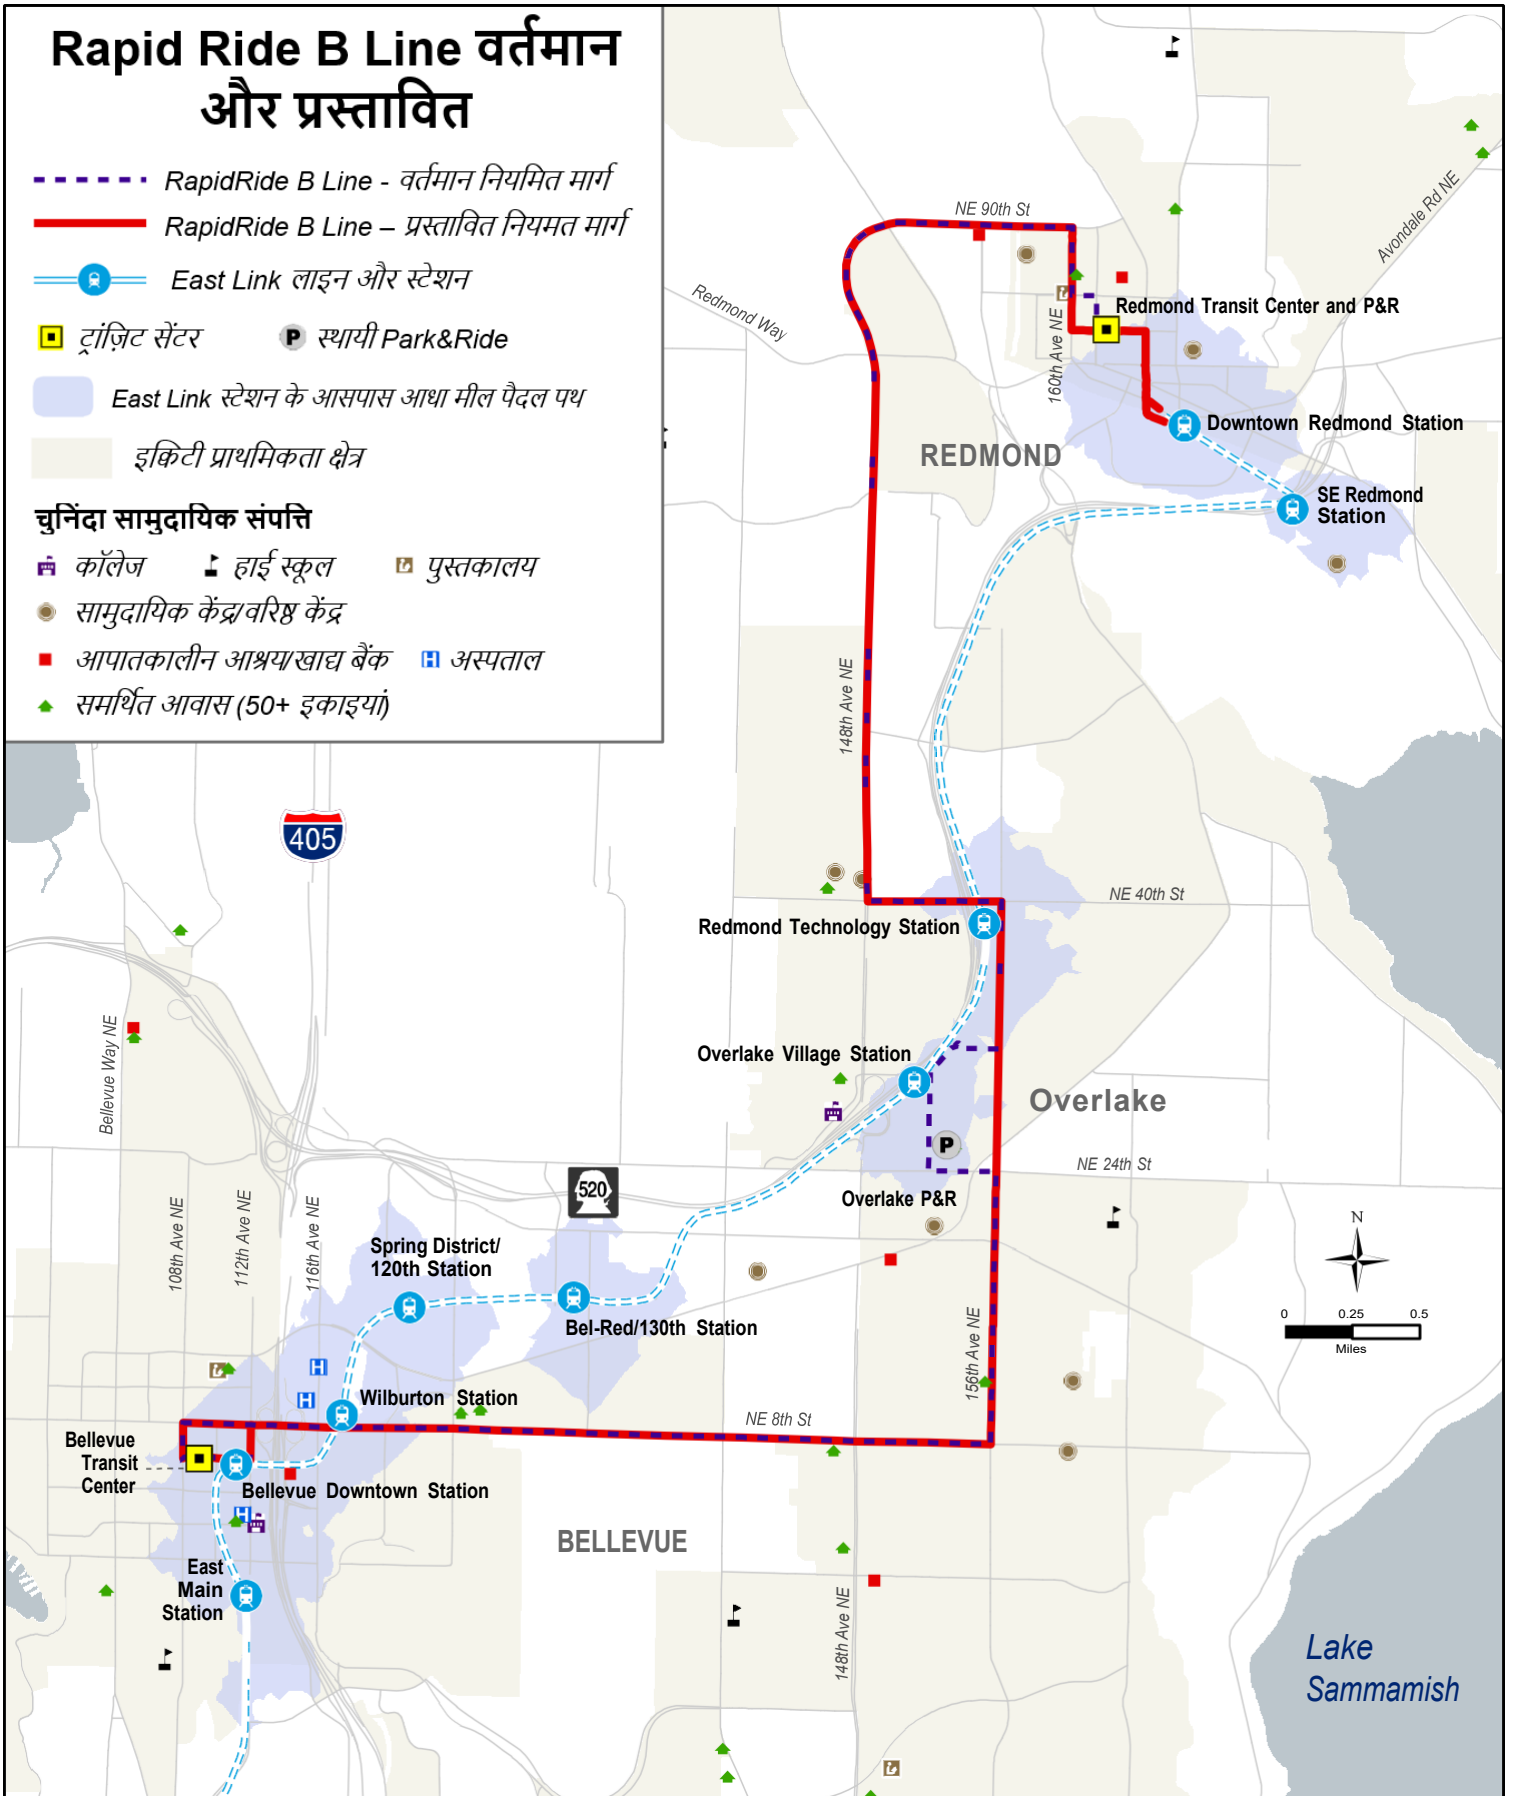 Rapid Ride B Line वर्तमान
और प्रस्तावित
RapidRide B Line - वर्तमान नियमित मार्ग
RapidRide B Line – प्रस्तावित नियमत मार्ग
East Link लाइन और स्टेशन
ट्रांज़िट सेंटर
P स्थायी Park&Ride
East Link स्टेशन के आसपास आधा मील पैदल पथ
इक्विटी प्राथमिकता क्षेत्र
चुनिंदा सामुदायिक संपत्ति
कॉलेज
हाई स्कूल
पुस्तकालय
सामुदायिक केंद्र/वरिष्ठ केंद्र
आपातकालीन आश्रय/खाद्य बैंक
H अस्पताल
समर्थित आवास (50+ इकाइयां)
NE 90th St
Avondale Rd NE
Redmond Way
Redmond Transit Center and P&R
160th Ave NE
Downtown Redmond Station
REDMOND
SE Redmond
Station
148th Ave NE
405
NE 40th St
Redmond Technology Station
Bellevue Way NE
Overlake Village Station
Overlake
P
NE 24th St
520
Overlake P&R
108th Ave NE
112th Ave NE
116th Ave NE
Spring District/
120th Station
N
0 0.25 0.5
Miles
Bel-Red/130th Station
156th Ave NE
H
H
Wilburton Station
NE 8th St
Bellevue
Transit
Center
Bellevue Downtown Station
H
BELLEVUE
East
Main
Station
148th Ave NE
Lake
Sammamish